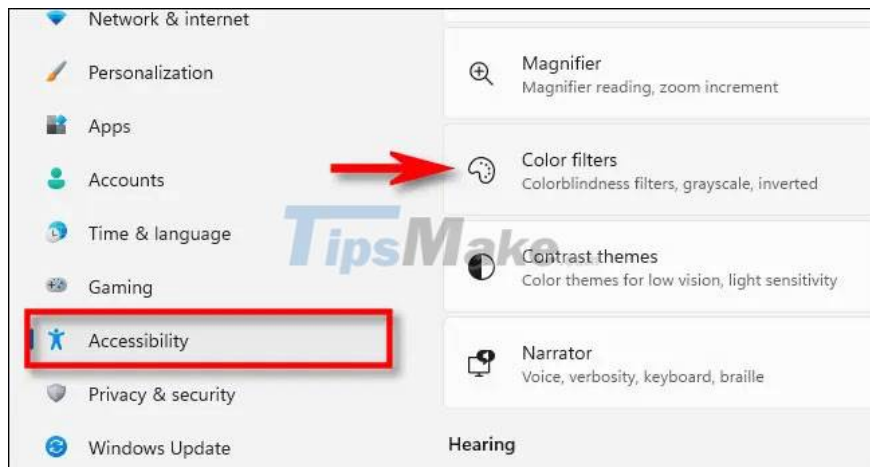 Network & internet
Personalization
Apps
Accounts
Time & language
Gaming
Accessibility
Privacy & security
Windows Update
Magnifier
Magnifier reading, zoom increment
Color filters
Colorblindness filters, grayscale, inverted
Contrast themes
Color themes for low vision, light sensitivity
Narrator
Voice, verbosity, keyboard, braille
Hearing
TipsMake